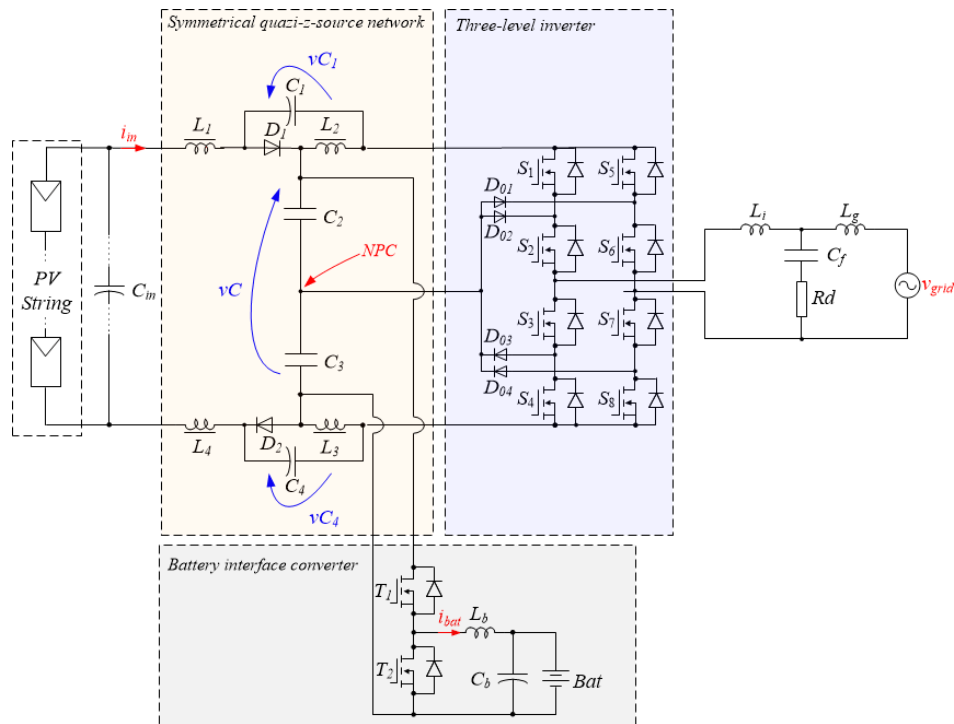 Symmetrical quazi-z-source network
Three-level inverter
vC1
C1
iin
L1
D1
L2
S1
S5
D01
D02
C2
S2
S6
Li
Lg
NPC
Cf
PV
String
Cin
vC
Rd
vgrid
S3
S7
D03
C3
D04
S4
S8
L4
D2
L3
C4
vC4
Battery interface converter
T1
ibat
Lb
T2
Cb
Bat